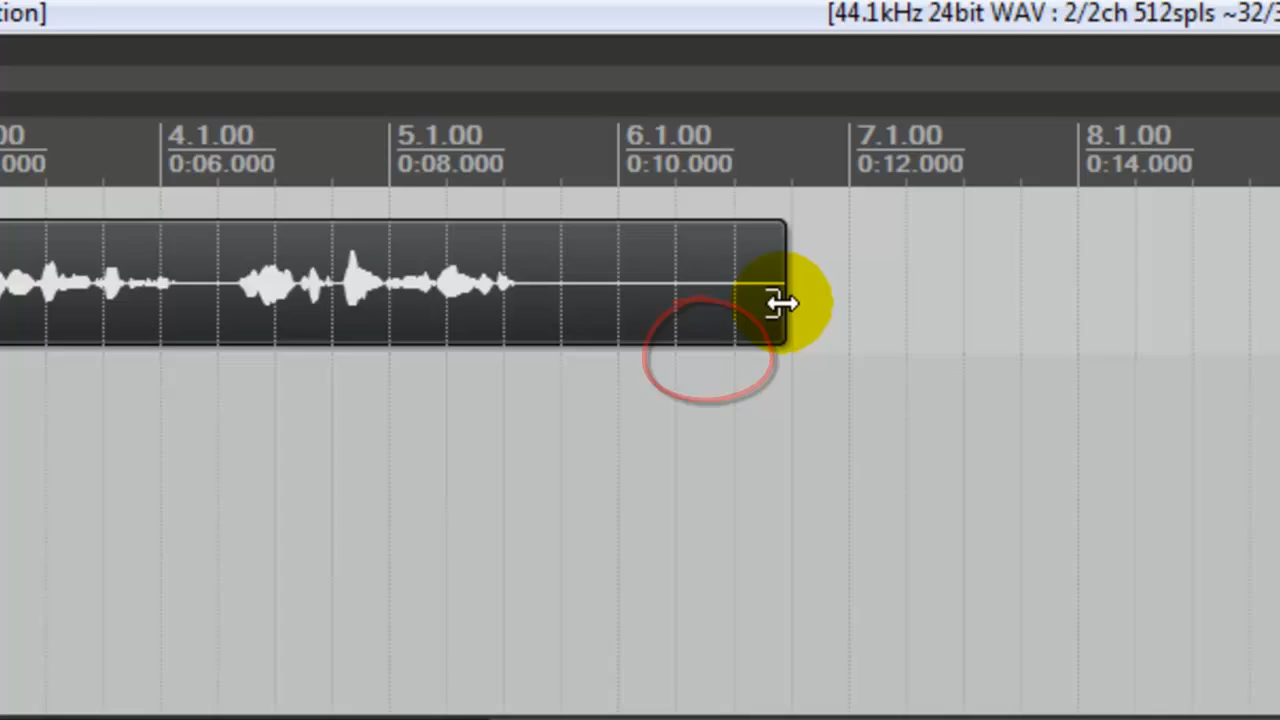 tion] [44.1kHz 24bit WAV : 2/2ch 512spls ~32/3
00 4.1.00 5.1.00 6.1.00 7.1.00 8.1.00
000 0:06.000 0:08.000 0:10.000 0:12.000 0:14.000